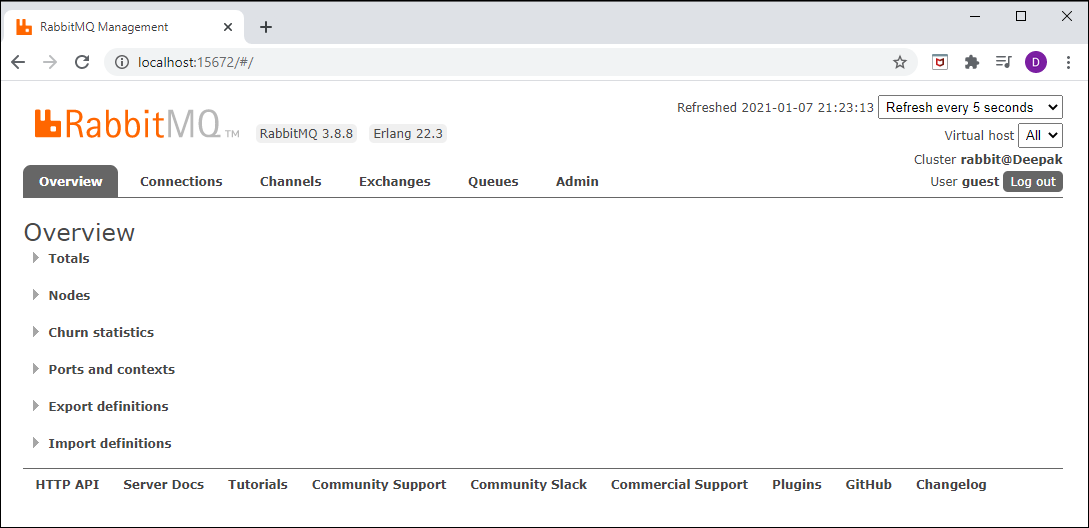 RabbitMQ Management
localhost:15672/#/
D
RabbitMQ TM
RabbitMQ 3.8.8 Erlang 22.3
Refreshed 2021-01-07 21:23:13 Refresh every 5 seconds
Virtual host All
Cluster rabbit@Deepak
User guest Log out
Overview Connections Channels Exchanges Queues Admin
Overview
Totals
Nodes
Churn statistics
Ports and contexts
Export definitions
Import definitions
HTTP API Server Docs Tutorials Community Support Community Slack Commercial Support Plugins GitHub Changelog